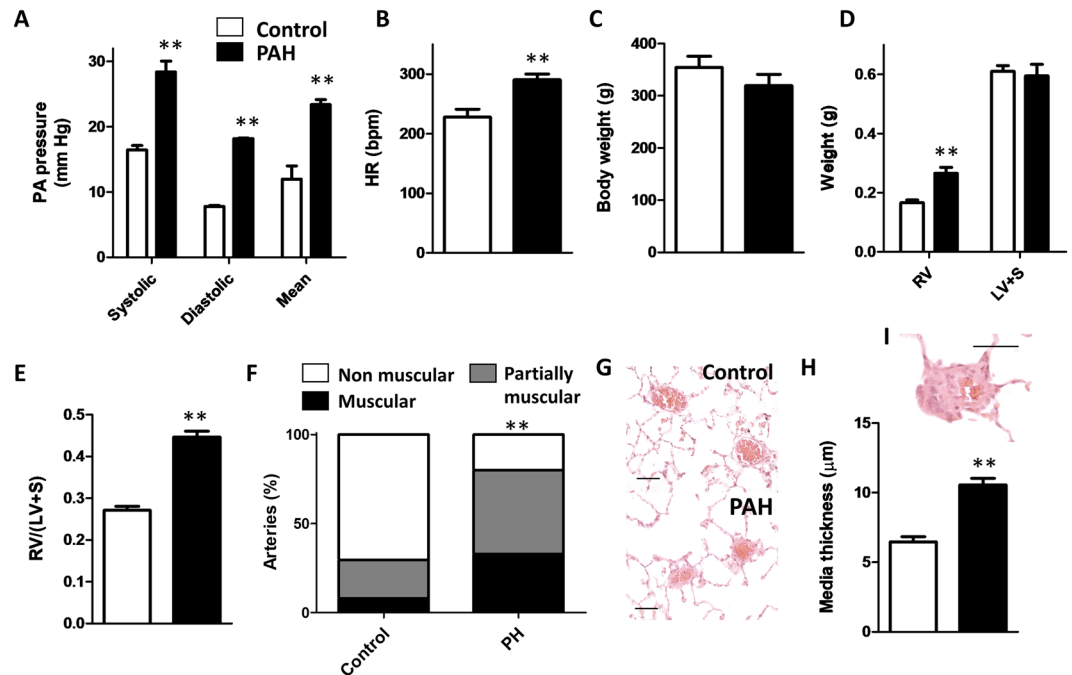 A
Control
PAH
PA pressure
(mm Hg)
30
20
10
0
**
**
**
Systolic
Diastolic
Mean
B
HR (bpm)
300
200
100
0
**
C
Body weight (g)
400
300
200
100
0
D
Weight (g)
0.6
0.4
0.2
0.0
**
RV
LV+S
E
RV/(LV+S)
0.5
0.4
0.3
0.2
0.1
0.0
**
F
Non muscular
Partially
muscular
Muscular
Arteries (%)
100
50
0
**
Control
PH
G
Control
PAH
H
Media thickness (μm)
15
10
5
0
**
I